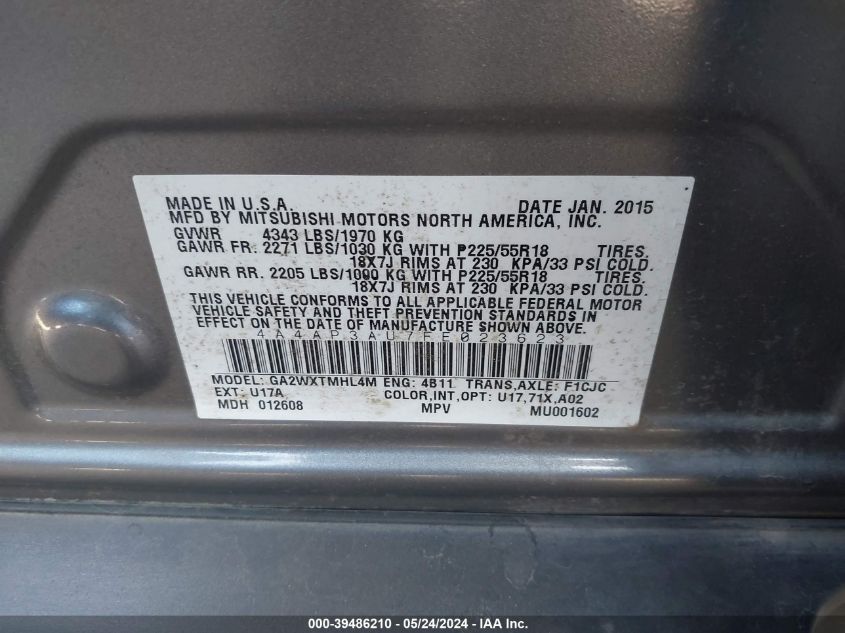 MADE IN U.S.A. DATE JAN. 2015
MFD BY MITSUBISHI MOTORS NORTH AMERICA, INC.
GVWR 4343 LBS/1970 KG
GAWR FR. 2271 LBS/1030 KG WITH P225/55R18 TIRES.
18X7J RIMS AT 230 KPA/33 PSI COLD.
GAWR RR. 2205 LBS/1000 KG WITH P225/55R18 TIRES.
18X7J RIMS AT 230 KPA/33 PSI COLD.
THIS VEHICLE CONFORMS TO ALL APPLICABLE FEDERAL MOTOR
VEHICLE SAFETY AND THEFT PREVENTION STANDARDS IN
EFFECT ON THE DATE OF MANUFACTURE SHOWN ABOVE.
4A4AP3AU7FE023623
MODEL: GA2WXTMHL4M ENG: 4B11 TRANS,AXLE: F1CJC
EXT: U17A COLOR,INT,OPT: U17,71X,A02
MDH 012608 MPV MU001602
000-39486210 - 05/24/2024 - IAAI, Inc.